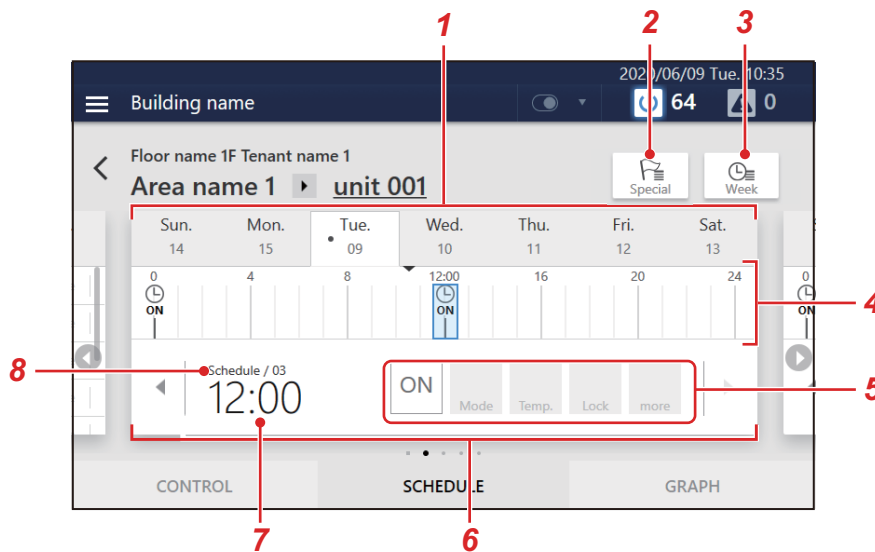 1
2
3
2020/06/09 Tue. 10:35
Building name
64
0
Floor name 1F Tenant name 1
Area name 1 unit 001
Special
Week
Sun. Mon. Tue. Wed. Thu. Fri. Sat.
14 15 09 10 11 12 13
0 4 8 12:00 16 20 24 0
ON ON ON
4
8
Schedule / 03
12:00
ON Mode Temp. Lock more
5
CONTROL SCHEDULE GRAPH
7
6